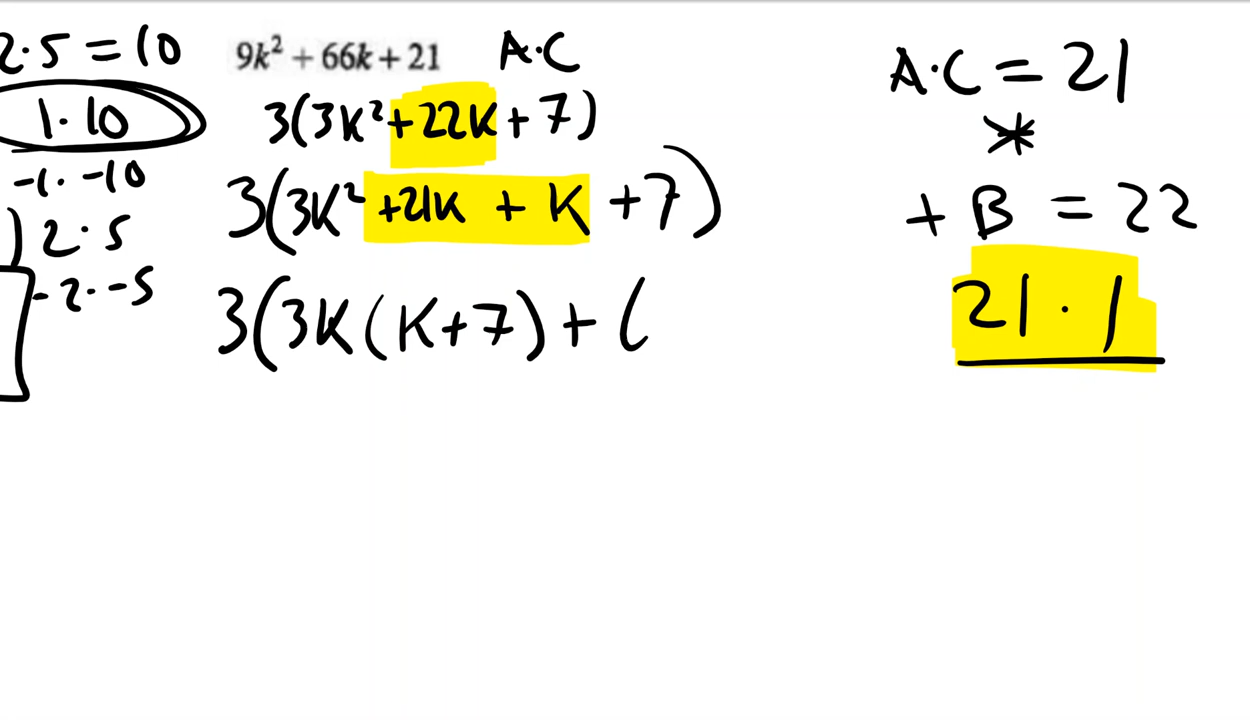 2·5=10
1·10
-1·-10
) 2·5
-2·-5
9k² + 66k + 21 A·C
3(3K²+22K+7)
3(3K² +21K + K +7)
3(3K(K+7)+(
A·C = 21
*
+ B = 22
21 · 1